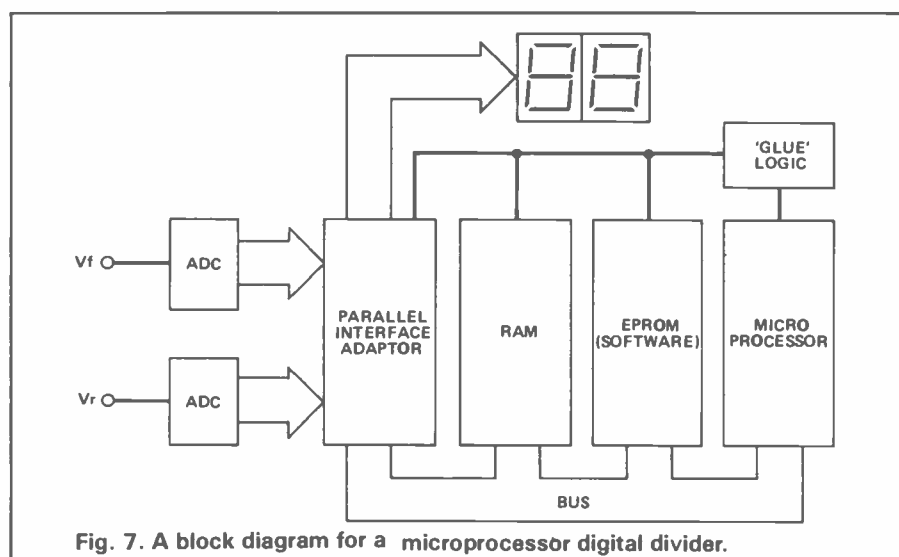 'GLUE'
LOGIC
Vf
ADC
Vr
ADC
PARALLEL
INTERFACE
ADAPTOR
RAM
EPROM
(SOFTWARE)
MICRO
PROCESSOR
BUS
Fig. 7. A block diagram for a microprocessor digital divider.